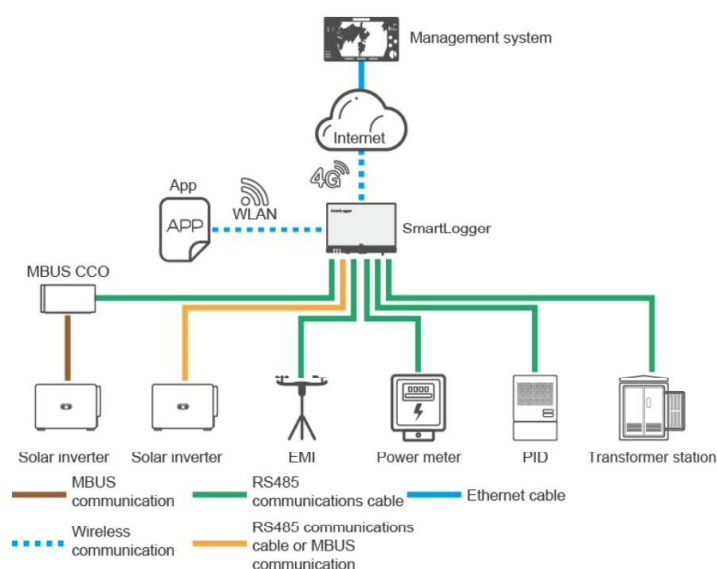 Management system
Internet
4G
App
WLAN
APP
SmartLogger
MBUS CCO
0000
Solar inverter
Solar inverter
EMI
Power meter
PID
Transformer station
MBUS
communication
RS485
communications cable
Ethernet cable
Wireless
communication
RS485 communications
cable or MBUS
communication